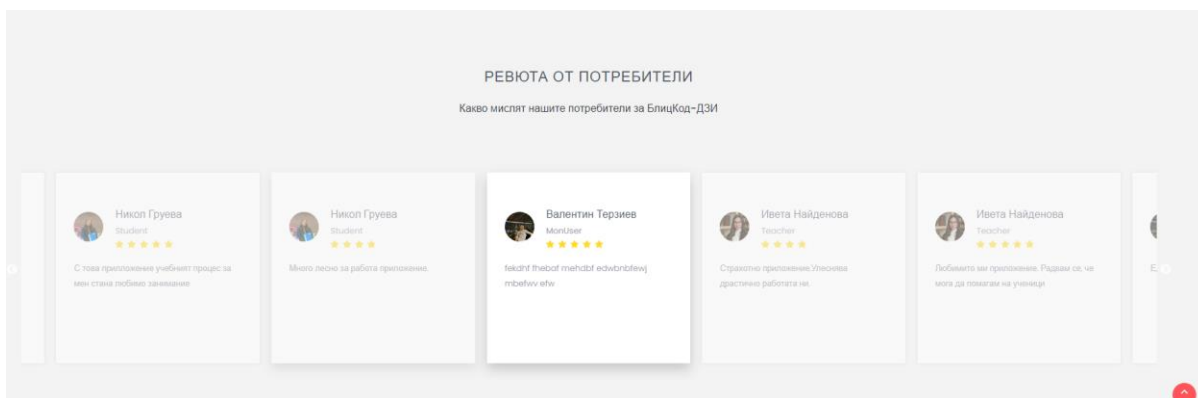 РЕВЮТА ОТ ПОТРЕБИТЕЛИ
Какво мислят нашите потребители за БлицКод-ДЗИ
Никол Груева
Student
С това приложение учебният процес за
мен стана любимо занимание
Никол Груева
Student
Много лесно за работа приложение.
Валентин Терзиев
MonUser
fekdhf fhebaf mehdbf edwbnbfewj
mbefwv efw
Ивета Найденова
Teacher
Страхотно приложение.Улеснява
драстично работата ни.
Ивета Найденова
Teacher
Любимито ми приложение. Радвам се, че
мога да помагам на ученици